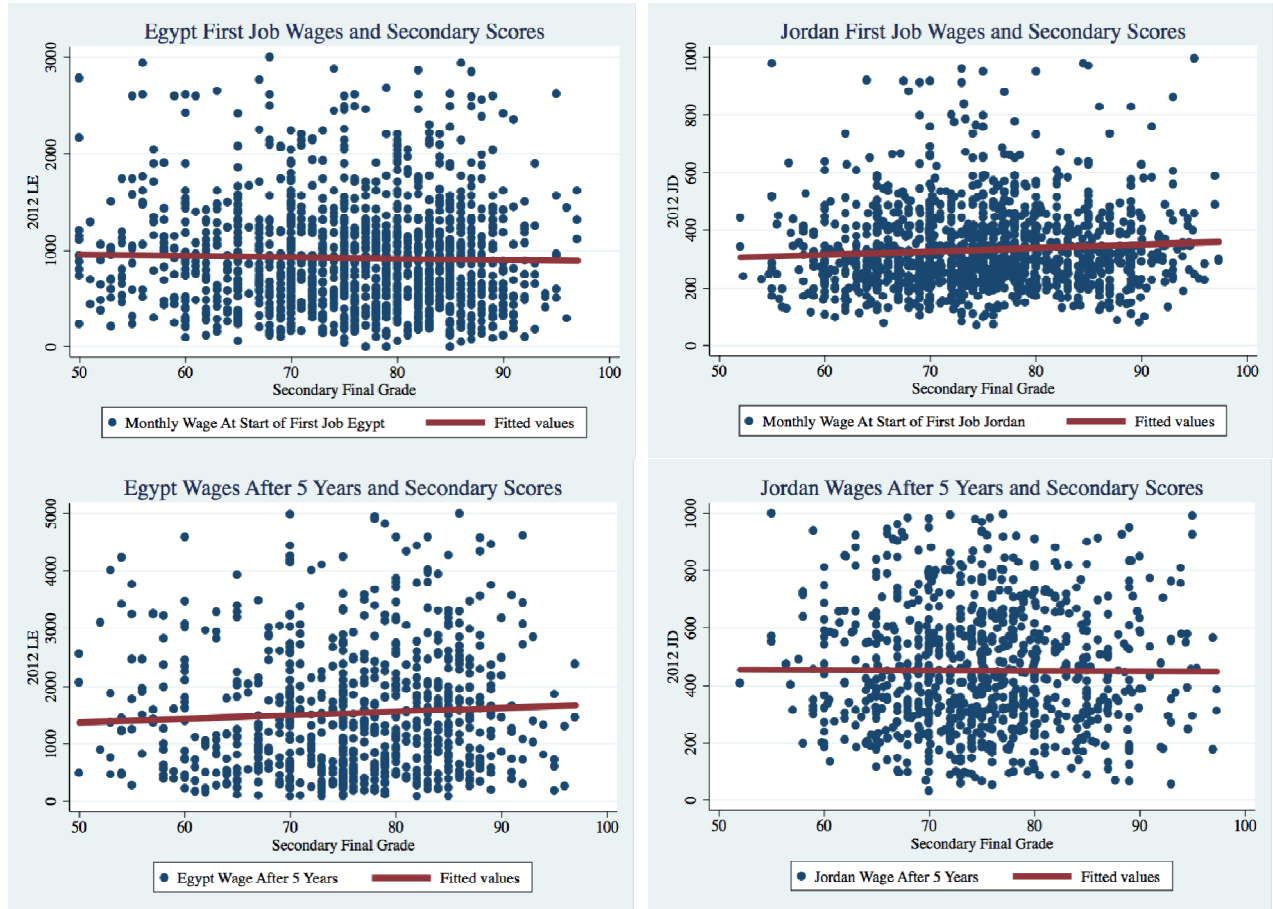 Egypt First Job Wages and Secondary Scores
3000
2000
1000
0
2012 LE
50 60 70 80 90 100
Secondary Final Grade
Monthly Wage At Start of First Job Egypt Fitted values
Jordan First Job Wages and Secondary Scores
1000
800
600
400
200
0
2012 JD
50 60 70 80 90 100
Secondary Final Grade
Monthly Wage At Start of First Job Jordan Fitted values
Egypt Wages After 5 Years and Secondary Scores
5000
4000
3000
2000
1000
0
2012 LE
50 60 70 80 90 100
Secondary Final Grade
Egypt Wage After 5 Years Fitted values
Jordan Wages After 5 Years and Secondary Scores
1000
800
600
400
200
0
2012 JD
50 60 70 80 90 100
Secondary Final Grade
Jordan Wage After 5 Years Fitted values